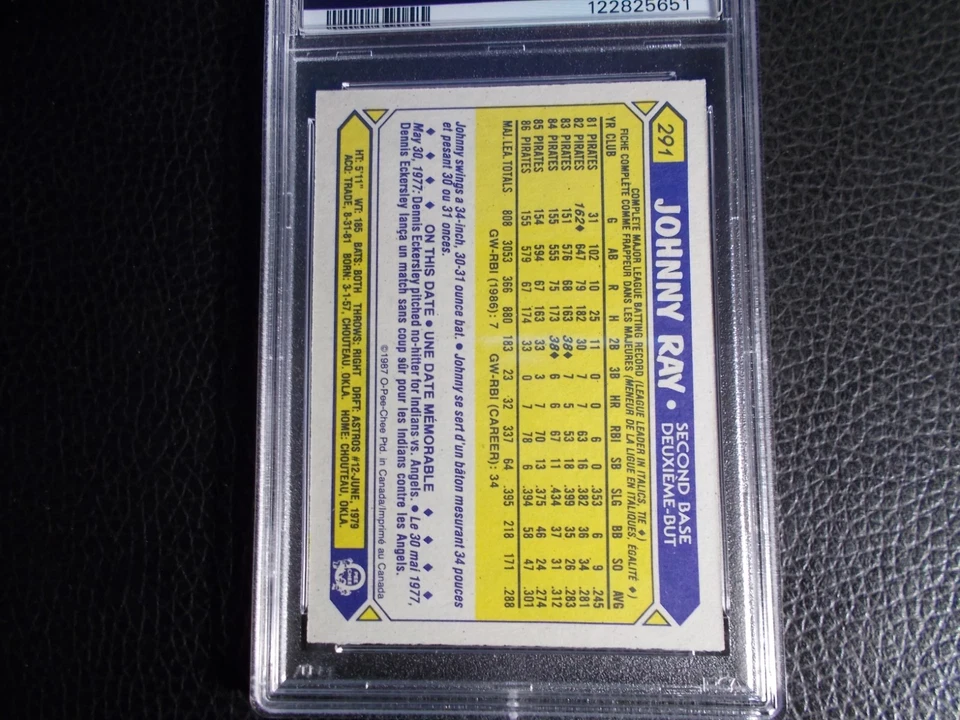 122825651
291 JOHNNY RAY • SECOND BASE
DEUXIÈME-BUT
COMPLETE MAJOR LEAGUE BATTING RECORD (LEAGUE LEADER IN ITALICS, TIE ♦)
FICHE COMPLÈTE COMME FRAPPEUR DANS LES MAJEURES (MENEUR DE LA LIGUE EN ITALIQUES, ÉGALITÉ ♦)
YR CLUB G AB R H 2B 3B HR RBI SB SLG BB SO AVG
81 PIRATES 31 102 10 25 11 0 0 6 0 .353 6 9 .245
82 PIRATES 162♦ 647 79 182 30 7 7 63 16 .382 36 34 .281
83 PIRATES 151 576 68 163 38♦ 7 5 53 18 .399 35 26 .283
84 PIRATES 155 555 75 173 38♦ 6 6 67 11 .434 37 31 .312
85 PIRATES 154 594 67 163 33 3 7 70 13 .375 46 24 .274
86 PIRATES 155 579 67 174 33 0 7 78 6 .394 58 47 .301
MAJ. LEA. TOTALS 808 3053 366 880 183 23 32 337 64 .395 218 171 .288
GW-RBI (1986): 7 GW-RBI (CAREER): 34
Johnny swings a 34-inch, 30-31 ounce bat. • Johnny se sert d'un bâton mesurant 34 pouces
et pesant 30 ou 31 onces.
♦ ♦ ♦ ♦ ON THIS DATE • UNE DATE MÉMORABLE ♦ ♦ ♦ ♦
May 30, 1977: Dennis Eckersley pitched no-hitter for Indians vs. Angels. • Le 30 mai 1977,
Dennis Eckersley lança un match sans coup sûr pour les Indians contre les Angels.
©1987 O-Pee-Chee Ptd. in Canada/Imprimé au Canada
HT: 5'11" WT: 185 BATS: BOTH THROWS: RIGHT DRFT: ASTROS #12-JUNE, 1979
ACQ: TRADE, 8-31-81 BORN: 3-1-57, CHOUTEAU, OKLA. HOME: CHOUTEAU, OKLA.